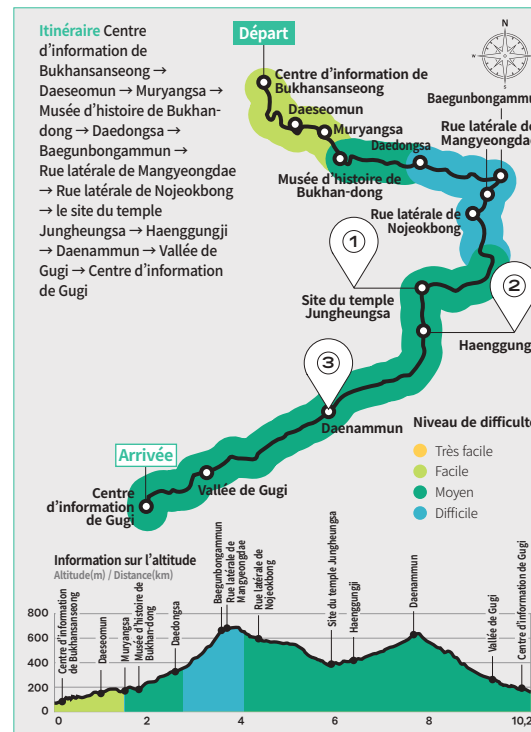 Itinéraire Centre
d'information de
Bukhansanseong →
Daeseomun → Muryangsa →
Musée d'histoire de Bukhan-
dong → Daedongsa →
Baegunbongammun →
Rue latérale de Mangyeongdae
→ Rue latérale de Nojeokbong
→ le site du temple
Jungheungsa → Haenggungji
→ Daenammun → Vallée de
Gugi → Centre d'information
de Gugi
Départ
Centre d'information de
Bukhansanseong
Daeseomun
Muryangsa
Musée d'histoire de
Bukhan-dong
Daedongsa
N
W
E
S
Baegunbongammun
Rue latérale de
Mangyeongdae
Rue latérale de
Nojeokbong
①
Site du temple
Jungheungsa
②
Haenggung
③
Daenammun
Arrivée
Vallée de Gugi
Centre
d'information
de Gugi
Niveau de difficulté
Très facile
Facile
Moyen
Difficile
Information sur l'altitude
Altitude(m) / Distance(km)
800
600
400
200
0
2
4
6
8
10,2
Centre d'information
de Bukhansanseong
Daeseomun
Muryangsa
Musée d'histoire de
Bukhan-dong
Daedongsa
Baegunbongammun
Rue latérale de
Mangyeongdae
Rue latérale de
Nojeokbong
Site du temple Jungheungsa
Haenggungji
Daenammun
Vallée de Gugi
Centre d'information de Gugi